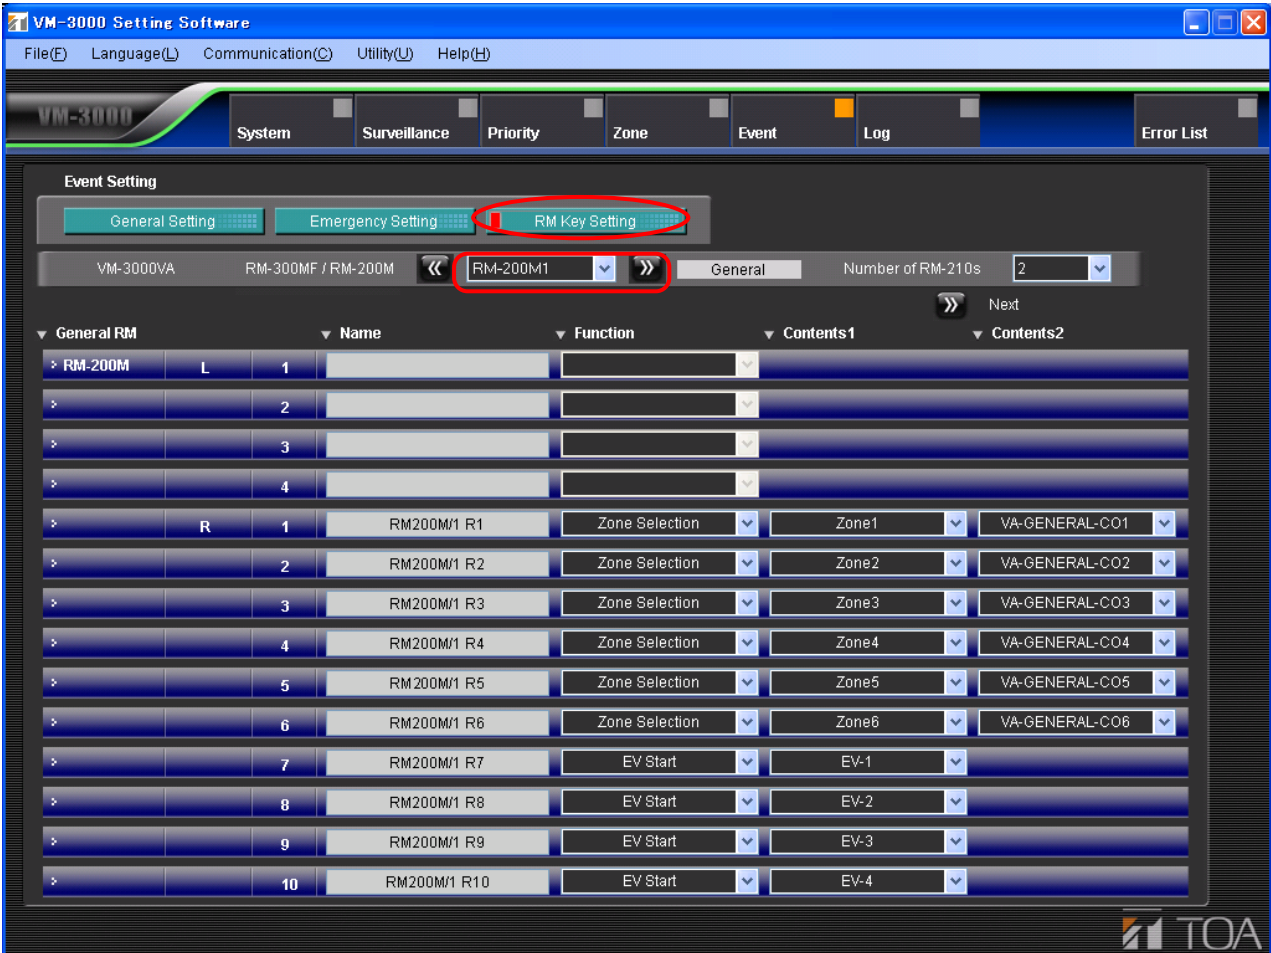 VM-3000 Setting Software
File(F) Language(L) Communication(C) Utility(U) Help(H)
VM-3000 System Surveillance Priority Zone Event Log Error List
Event Setting
General Setting Emergency Setting RM Key Setting
VM-3000VA RM-300MF / RM-200M RM-200M1 General Number of RM-210s 2
Next
General RM Name Function Contents1 Contents2
RM-200M L 1
2
3
4
R 1 RM200M/1 R1 Zone Selection Zone1 VA-GENERAL-CO1
2 RM200M/1 R2 Zone Selection Zone2 VA-GENERAL-CO2
3 RM200M/1 R3 Zone Selection Zone3 VA-GENERAL-CO3
4 RM200M/1 R4 Zone Selection Zone4 VA-GENERAL-CO4
5 RM200M/1 R5 Zone Selection Zone5 VA-GENERAL-CO5
6 RM200M/1 R6 Zone Selection Zone6 VA-GENERAL-CO6
7 RM200M/1 R7 EV Start EV-1
8 RM200M/1 R8 EV Start EV-2
9 RM200M/1 R9 EV Start EV-3
10 RM200M/1 R10 EV Start EV-4
TOA